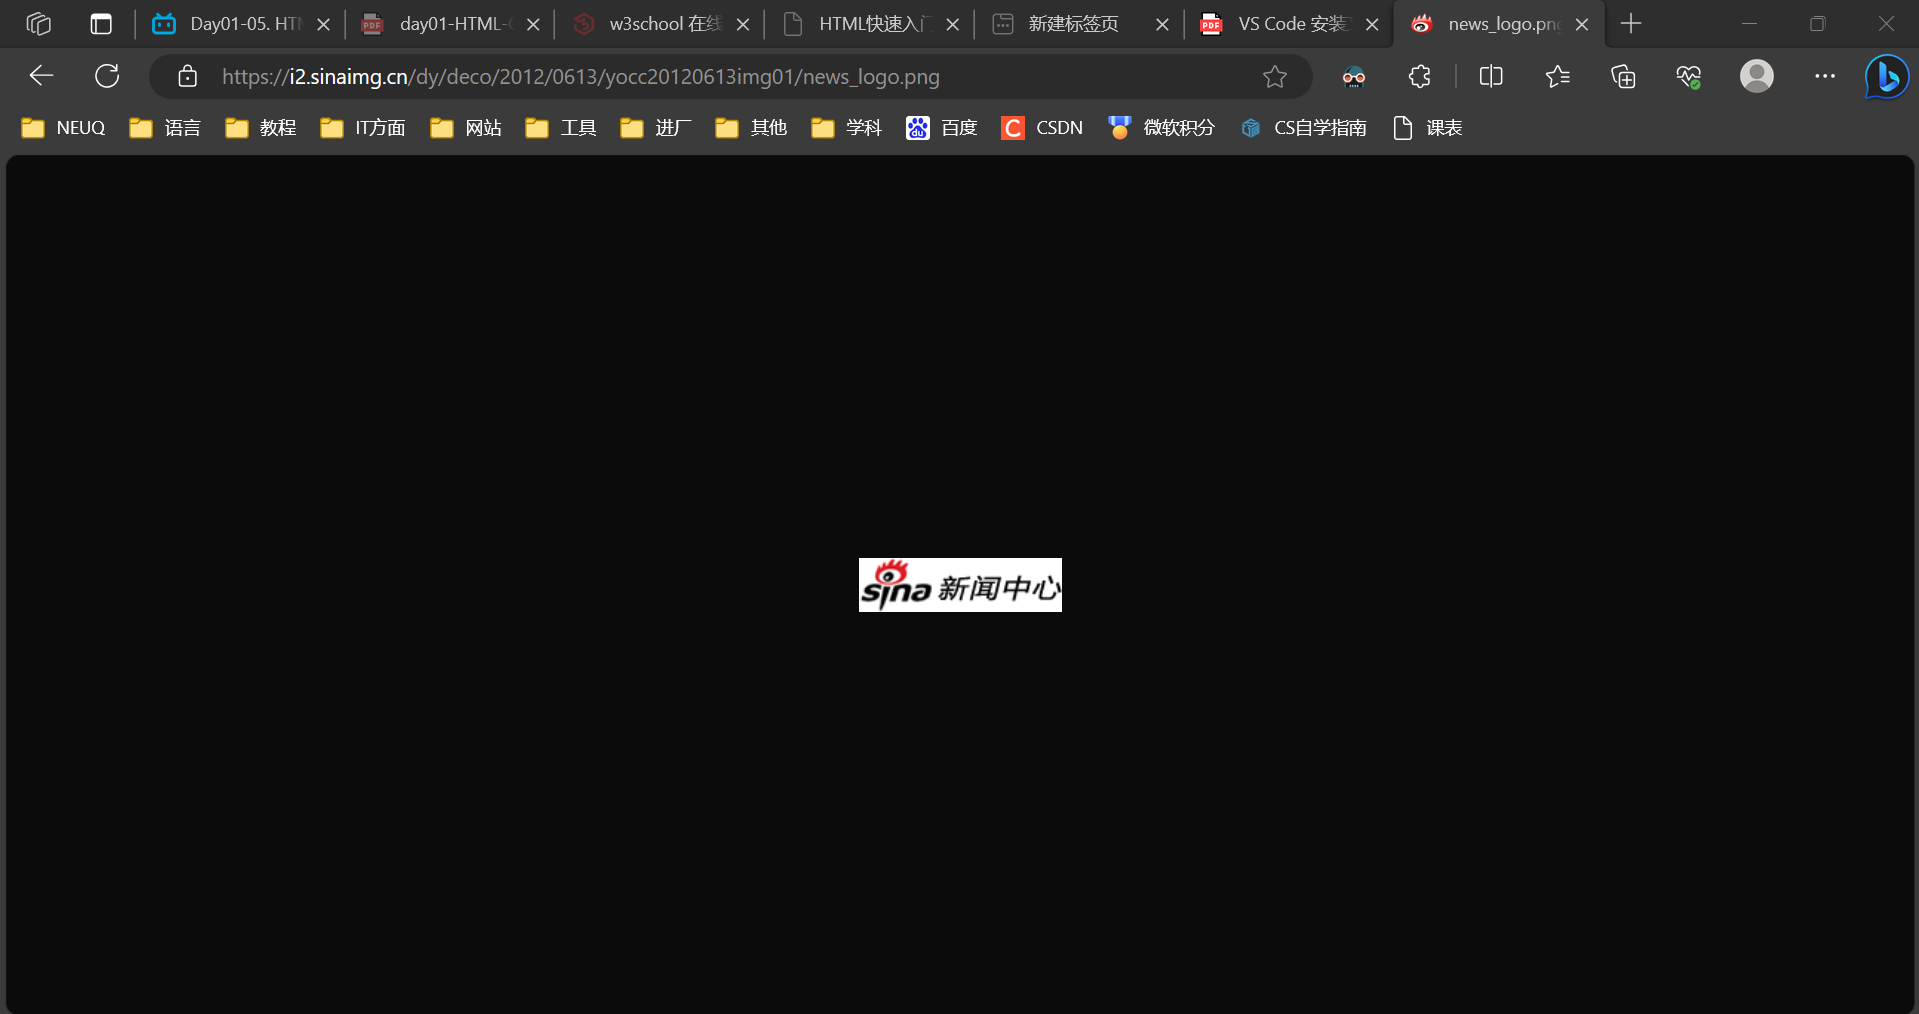 Day01-05. HTM
day01-HTML-C
w3school 在线
HTML快速入门
新建标签页
VS Code 安装
news_logo.png
https://i2.sinaimg.cn/dy/deco/2012/0613/yocc20120613img01/news_logo.png
NEUQ 语言 教程 IT方面 网站 工具 进厂 其他 学科 百度 CSDN 微软积分 CS自学指南 课表
sina 新闻中心